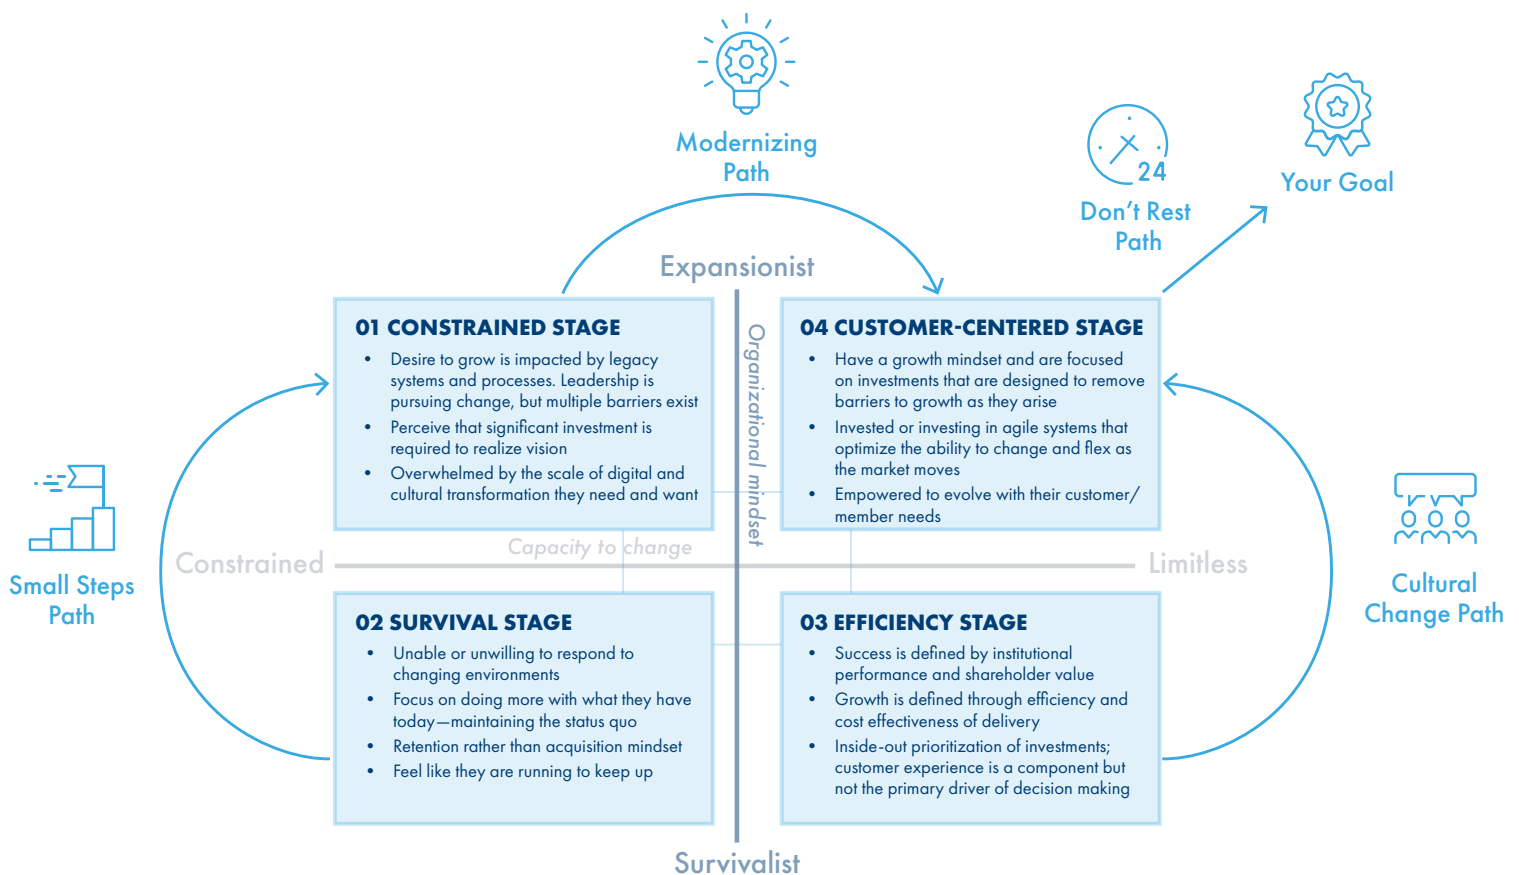 Modernizing
Path
24
Don't Rest
Path
Your Goal
Expansionist
01 CONSTRAINED STAGE
• Desire to grow is impacted by legacy
systems and processes. Leadership is
pursuing change, but multiple barriers exist
• Perceive that significant investment is
required to realize vision
• Overwhelmed by the scale of digital and
cultural transformation they need and want
Organizational mindset
04 CUSTOMER-CENTERED STAGE
• Have a growth mindset and are focused
on investments that are designed to remove
barriers to growth as they arise
• Invested or investing in agile systems that
optimize the ability to change and flex as
the market moves
• Empowered to evolve with their customer/
member needs
Small Steps
Path
Constrained
Capacity to change
Limitless
Cultural
Change Path
02 SURVIVAL STAGE
• Unable or unwilling to respond to
changing environments
• Focus on doing more with what they have
today—maintaining the status quo
• Retention rather than acquisition mindset
• Feel like they are running to keep up
03 EFFICIENCY STAGE
• Success is defined by institutional
performance and shareholder value
• Growth is defined through efficiency and
cost effectiveness of delivery
• Inside-out prioritization of investments;
customer experience is a component but
not the primary driver of decision making
Survivalist